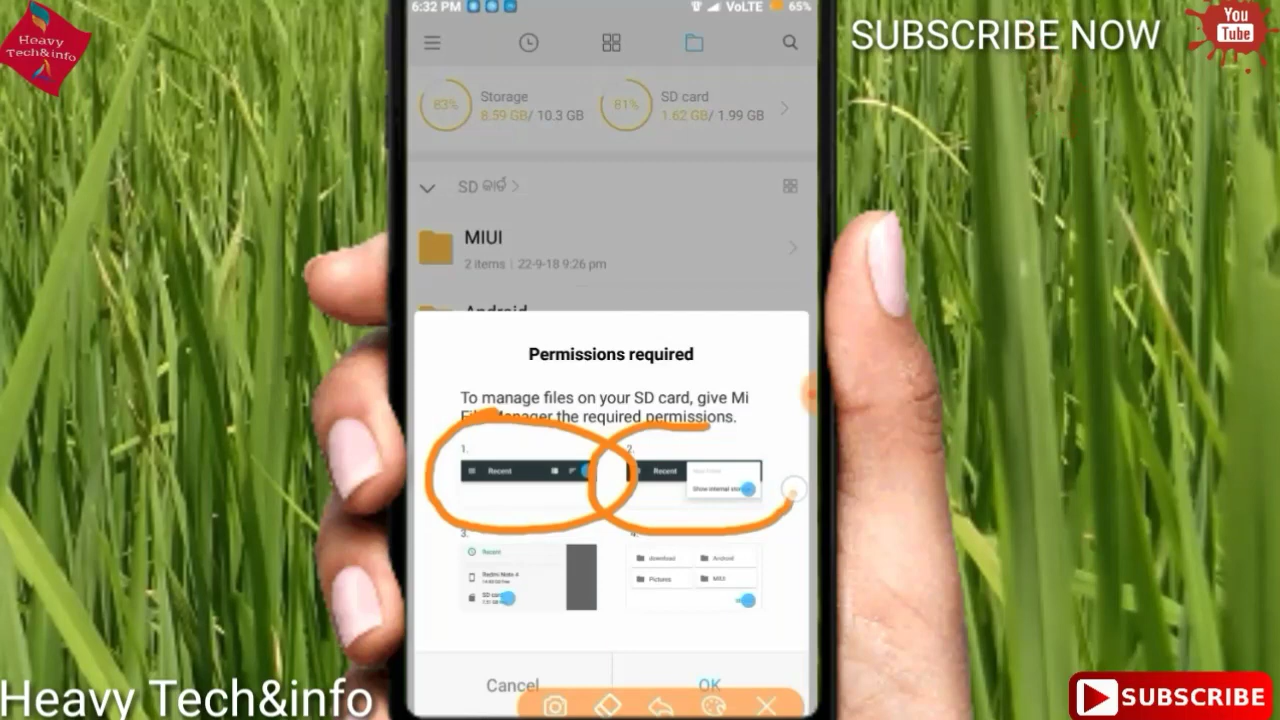 Heavy
Tech&info
6:32 PM
VoLTE
65%
SUBSCRIBE NOW
You
Tube
83%
Storage
8.59 GB/ 10.3 GB
81%
SD card
1.62 GB/ 1.99 GB
SD କାର୍ଡ >
MIUI
2 items | 22-9-18 9:26 pm
Android
Permissions required
To manage files on your SD card, give Mi
File Manager the required permissions.
1.
Recent
2.
Recent
Show internal
3.
Recent
Redmi Note 4
SD card
4.
download
Android
Pictures
MIUI
Cancel
OK
Heavy Tech&info
SUBSCRIBE